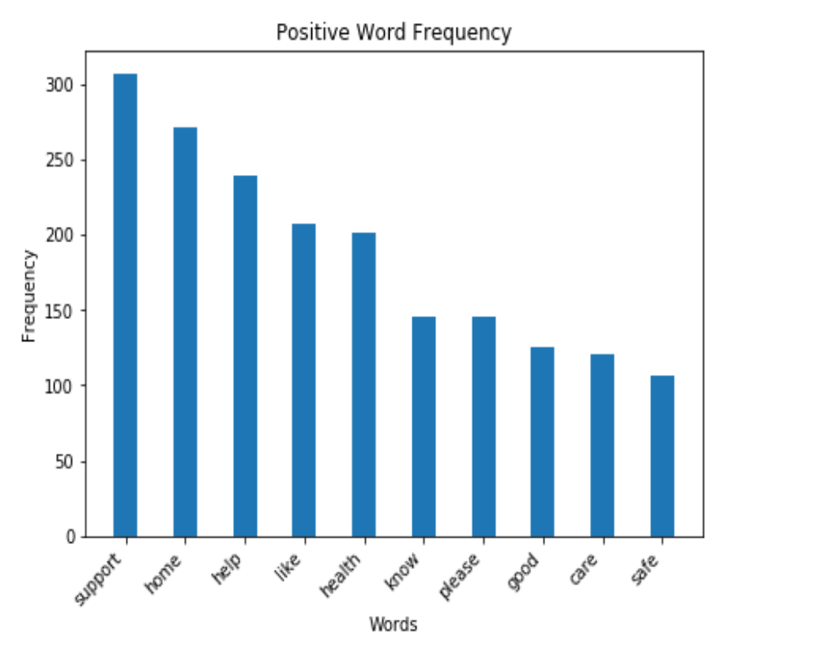 Positive Word Frequency
300
250
200
150
100
50
0
Frequency
support
home
help
like
health
know
please
good
care
safe
Words